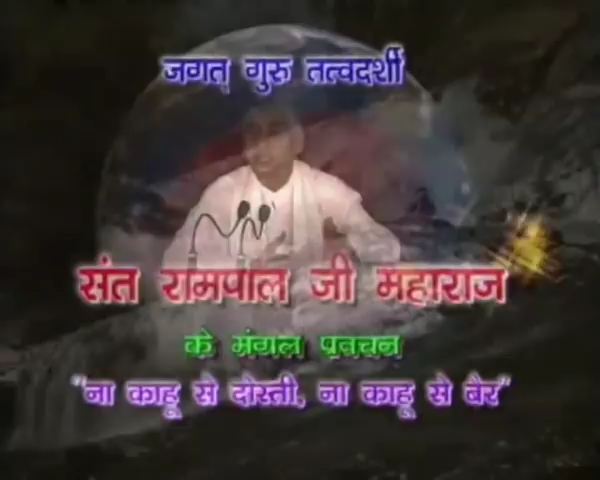 जगत् गुरु तत्वदर्शी
संत रामपाल जी महाराज
के मंगल प्रवचन
"ना काहू से दोस्ती, ना काहू से बैर"